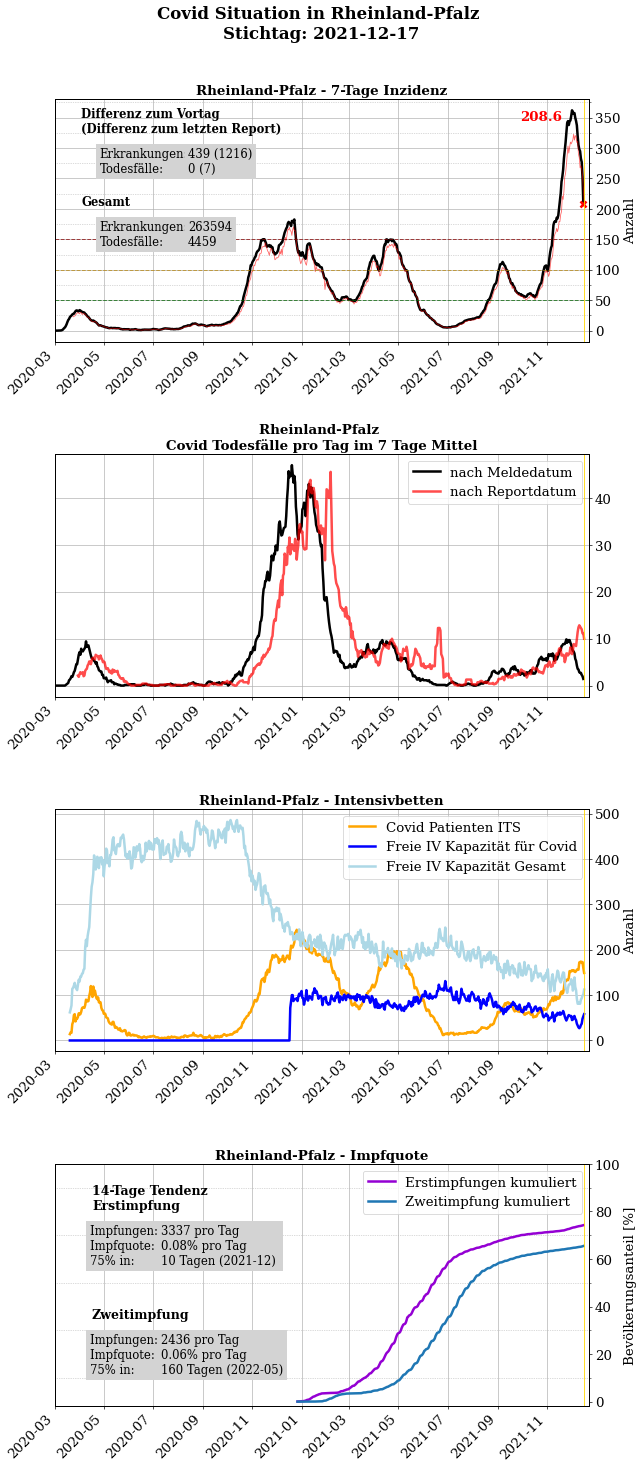 Covid Situation in Rheinland-Pfalz
Stichtag: 2021-12-17
Rheinland-Pfalz - 7-Tage Inzidenz
Differenz zum Vortag
(Differenz zum letzten Report)
Erkrankungen 439 (1216)
Todesfälle: 0 (7)
Gesamt
Erkrankungen 263594
Todesfälle: 4459
208.6
350
300
250
200
150
100
50
0
Anzahl
2020-03 2020-05 2020-07 2020-09 2020-11 2021-01 2021-03 2021-05 2021-07 2021-09 2021-11
Rheinland-Pfalz
Covid Todesfälle pro Tag im 7 Tage Mittel
nach Meldedatum
nach Reportdatum
40
30
20
10
0
2020-03 2020-05 2020-07 2020-09 2020-11 2021-01 2021-03 2021-05 2021-07 2021-09 2021-11
Rheinland-Pfalz - Intensivbetten
Covid Patienten ITS
Freie IV Kapazität für Covid
Freie IV Kapazität Gesamt
500
400
300
200
100
0
Anzahl
2020-03 2020-05 2020-07 2020-09 2020-11 2021-01 2021-03 2021-05 2021-07 2021-09 2021-11
Rheinland-Pfalz - Impfquote
Erstimpfungen kumuliert
Zweitimpfung kumuliert
14-Tage Tendenz
Erstimpfung
Impfungen: 3337 pro Tag
Impfquote: 0.08% pro Tag
75% in: 10 Tagen (2021-12)
Zweitimpfung
Impfungen: 2436 pro Tag
Impfquote: 0.06% pro Tag
75% in: 160 Tagen (2022-05)
100
80
60
40
20
0
Bevölkerungsanteil [%]
2020-03 2020-05 2020-07 2020-09 2020-11 2021-01 2021-03 2021-05 2021-07 2021-09 2021-11